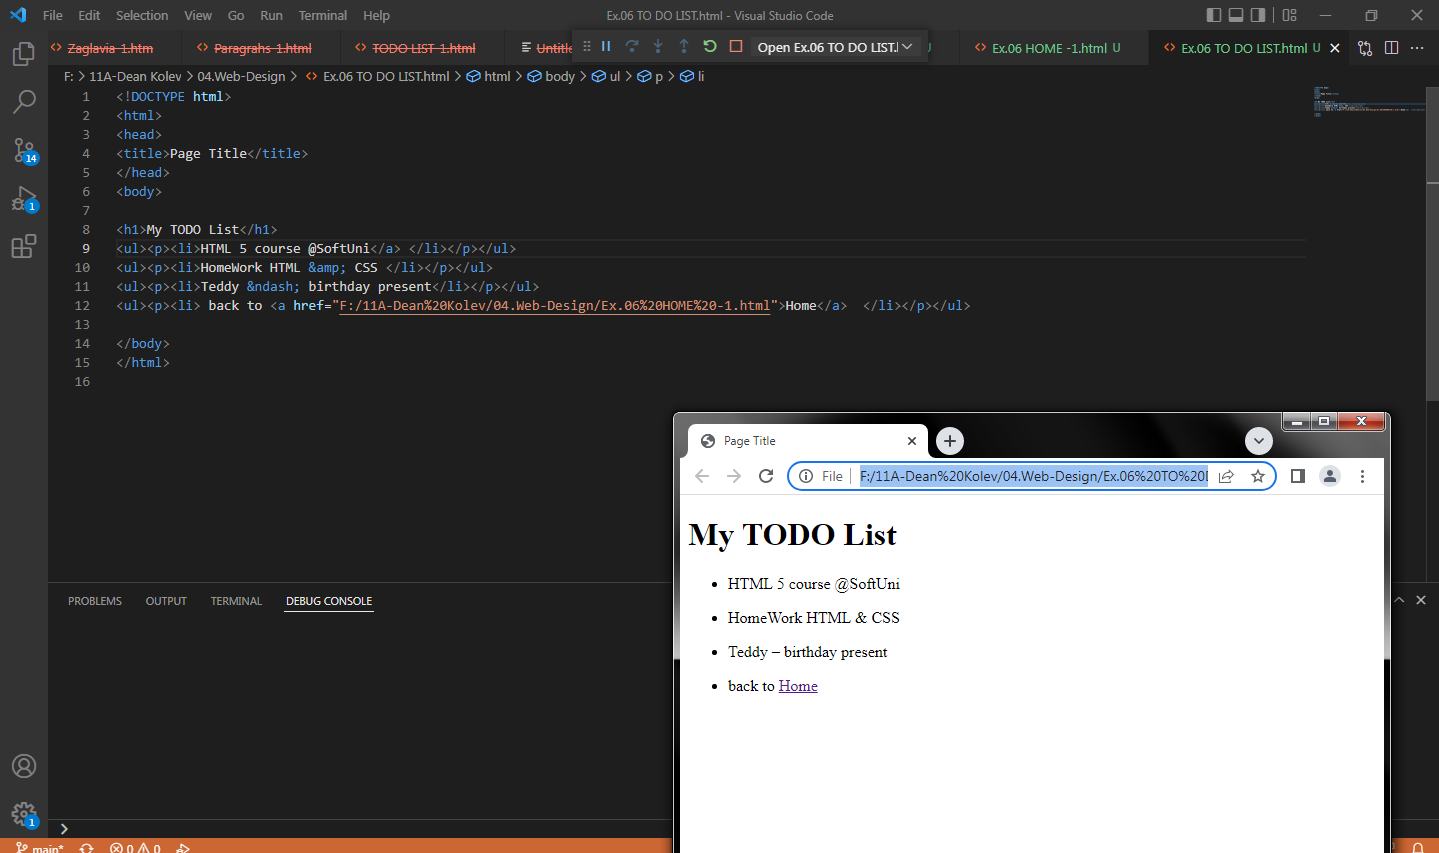 File Edit Selection View Go Run Terminal Help Ex.06 TO DO LIST.html - Visual Studio Code
Zaglavia-1.htm Paragrahs-1.html TODO LIST-1.html Untitle Open Ex.06 TO DO LIST.l U Ex.06 HOME -1.html U Ex.06 TO DO LIST.html U
F: > 11A-Dean Kolev > 04.Web-Design > Ex.06 TO DO LIST.html > html > body > ul > p > li
1 <!DOCTYPE html>
2 <html>
3 <head>
4 <title>Page Title</title>
5 </head>
6 <body>
7
8 <h1>My TODO List</h1>
9 <ul><p><li>HTML 5 course @SoftUni</a> </li></p></ul>
10 <ul><p><li>HomeWork HTML &amp; CSS </li></p></ul>
11 <ul><p><li>Teddy &ndash; birthday present</li></p></ul>
12 <ul><p><li> back to <a href="F:/11A-Dean%20Kolev/04.Web-Design/Ex.06%20HOME%20-1.html">Home</a>  </li></p></ul>
13
14 </body>
15 </html>
16
14
1
Page Title
File F:/11A-Dean%20Kolev/04.Web-Design/Ex.06%20TO%20D
My TODO List
• HTML 5 course @SoftUni
• HomeWork HTML & CSS
• Teddy – birthday present
• back to Home
PROBLEMS OUTPUT TERMINAL DEBUG CONSOLE
1
main* 0 0